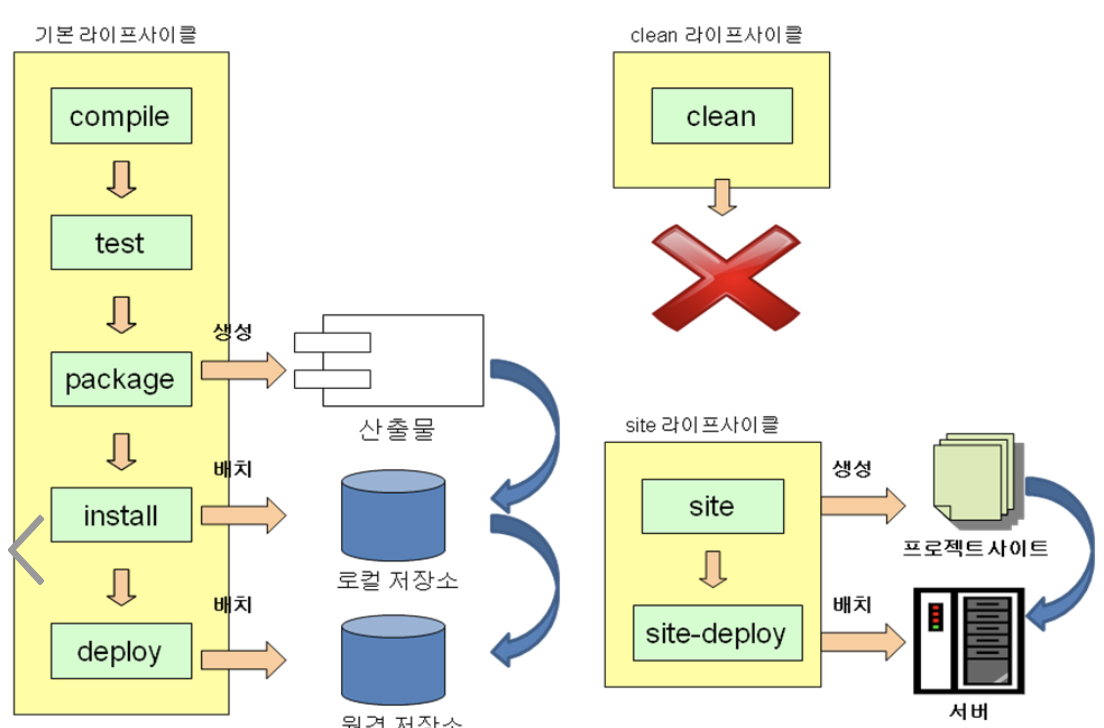 기본 라이프사이클
compile
test
package
생성
산출물
install
배치
로컬 저장소
deploy
배치
원격 저장소
clean 라이프사이클
clean
site 라이프사이클
site
생성
프로젝트 사이트
site-deploy
배치
서버